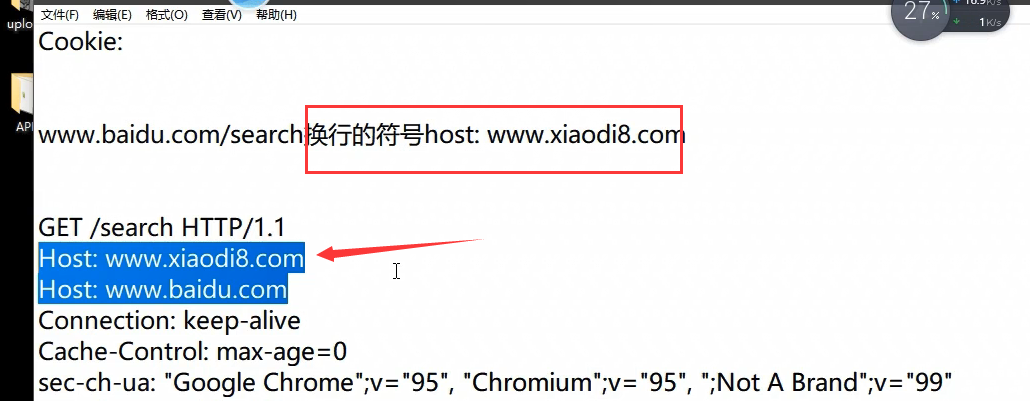 文件(F) 编辑(E) 格式(O) 查看(V) 帮助(H)
27%
16.9K/s
1K/s
uplo
Cookie:
API
www.baidu.com/search换行的符号host: www.xiaodi8.com
GET /search HTTP/1.1
Host: www.xiaodi8.com
Host: www.baidu.com
Connection: keep-alive
Cache-Control: max-age=0
sec-ch-ua: "Google Chrome";v="95", "Chromium";v="95", ";Not A Brand";v="99"